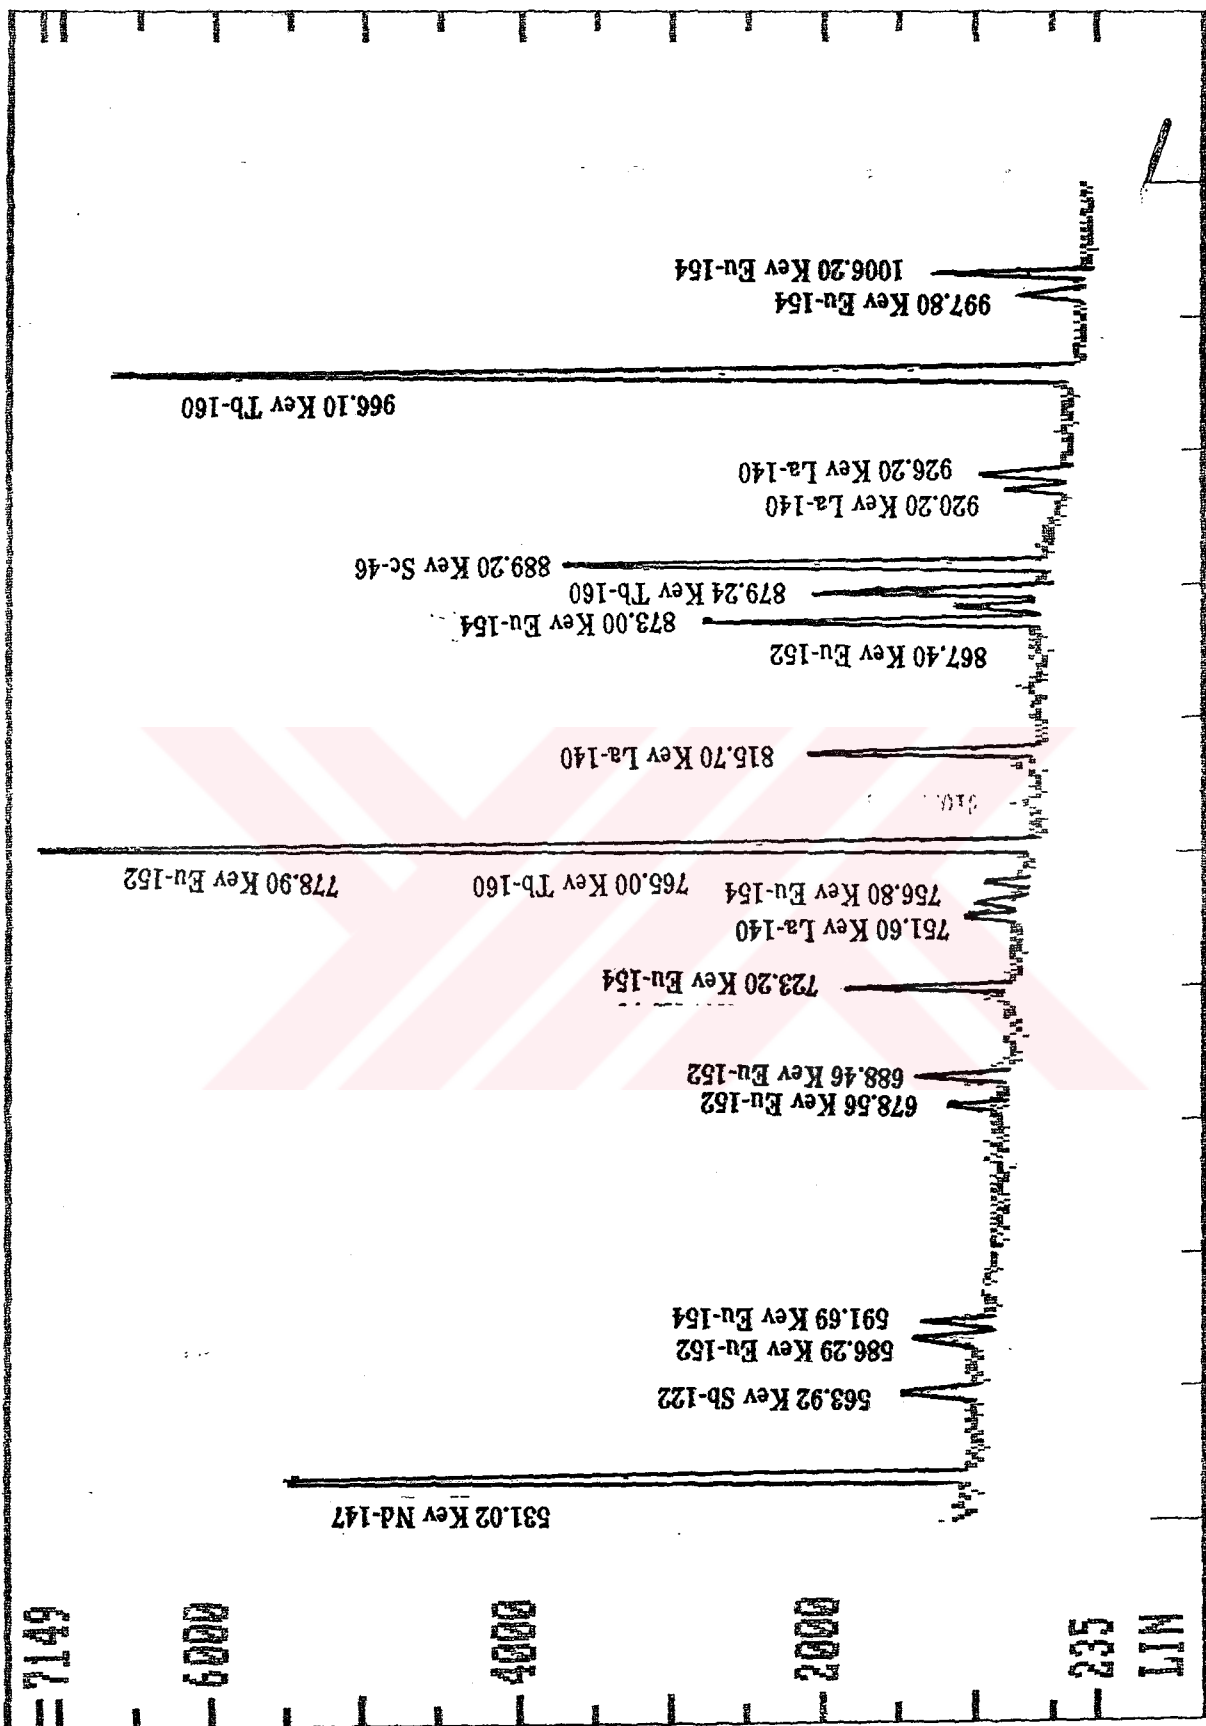 1006.20 Kev Eu-154
997.80 Kev Eu-154
966.10 Kev Tb-160
926.20 Kev La-140
920.20 Kev La-140
889.20 Kev Sc-46
879.24 Kev Tb-160
873.00 Kev Eu-154
867.40 Kev Eu-152
815.70 Kev La-140
778.90 Kev Eu-152
765.00 Kev Tb-160
756.80 Kev Eu-154
751.60 Kev La-140
723.20 Kev Eu-154
688.46 Kev Eu-152
678.56 Kev Eu-152
591.69 Kev Eu-154
586.29 Kev Eu-152
563.92 Kev Sb-122
531.02 Kev Nd-147
=7149
6000
4000
2000
235
LIN